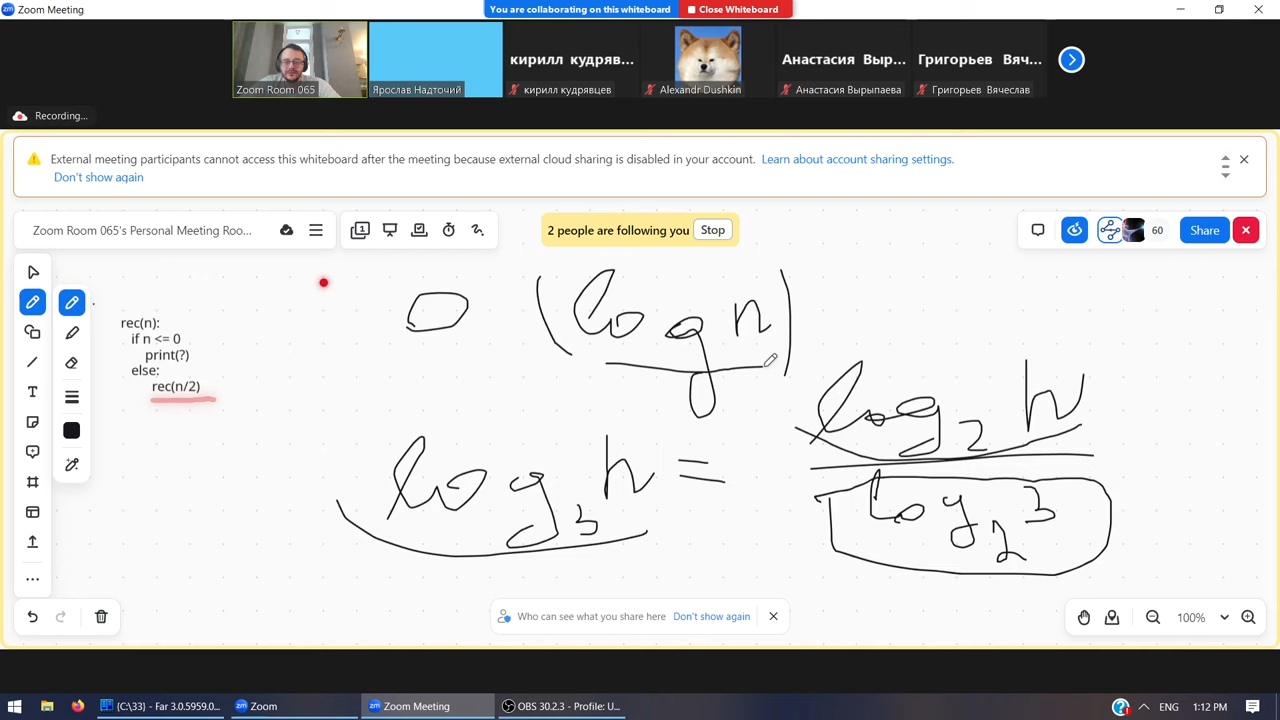 Zoom Meeting
You are collaborating on this whiteboard
Close Whiteboard
кирилл кудряв...
Анастасия Выр...
Григорьев Вяч...
Zoom Room 065
Ярослав Надточий
кирилл кудрявцев
Alexandr Dushkin
Анастасия Вырыпаева
Григорьев Вячеслав
Recording...
External meeting participants cannot access this whiteboard after the meeting because external cloud sharing is disabled in your account. Learn about account sharing settings.
Don't show again
Zoom Room 065's Personal Meeting Roo...
1
2 people are following you
Stop
60
Share
rec(n):
if n <= 0
print(?)
else:
rec(n/2)
O (log n)
log₃ n = log₂ n
log₂ 3
Who can see what you share here
Don't show again
100%
(C:\33) - Far 3.0.5959.0...
Zoom
Zoom Meeting
OBS 30.2.3 - Profile: U...
ENG
1:12 PM